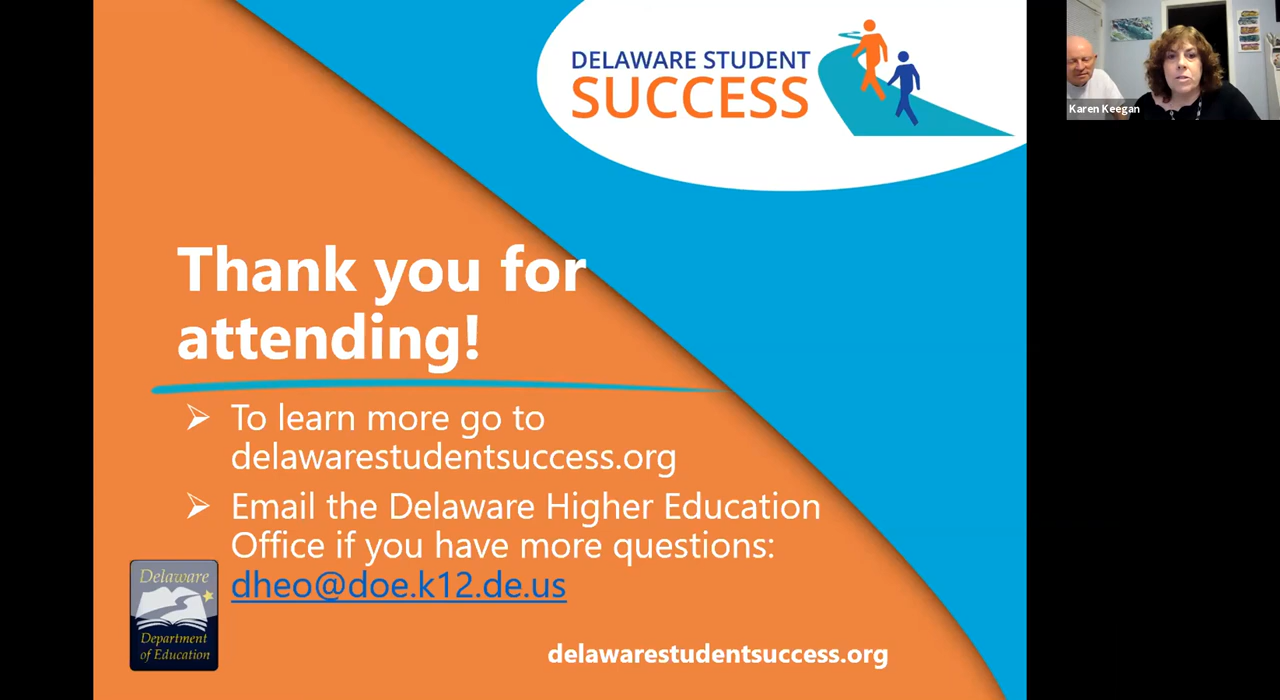 DELAWARE STUDENT
SUCCESS
Karen Keegan
Thank you for
attending!
➢ To learn more go to
delawarestudentsuccess.org
➢ Email the Delaware Higher Education
Office if you have more questions:
dheo@doe.k12.de.us
Delaware
Department
of Education
delawarestudentsuccess.org